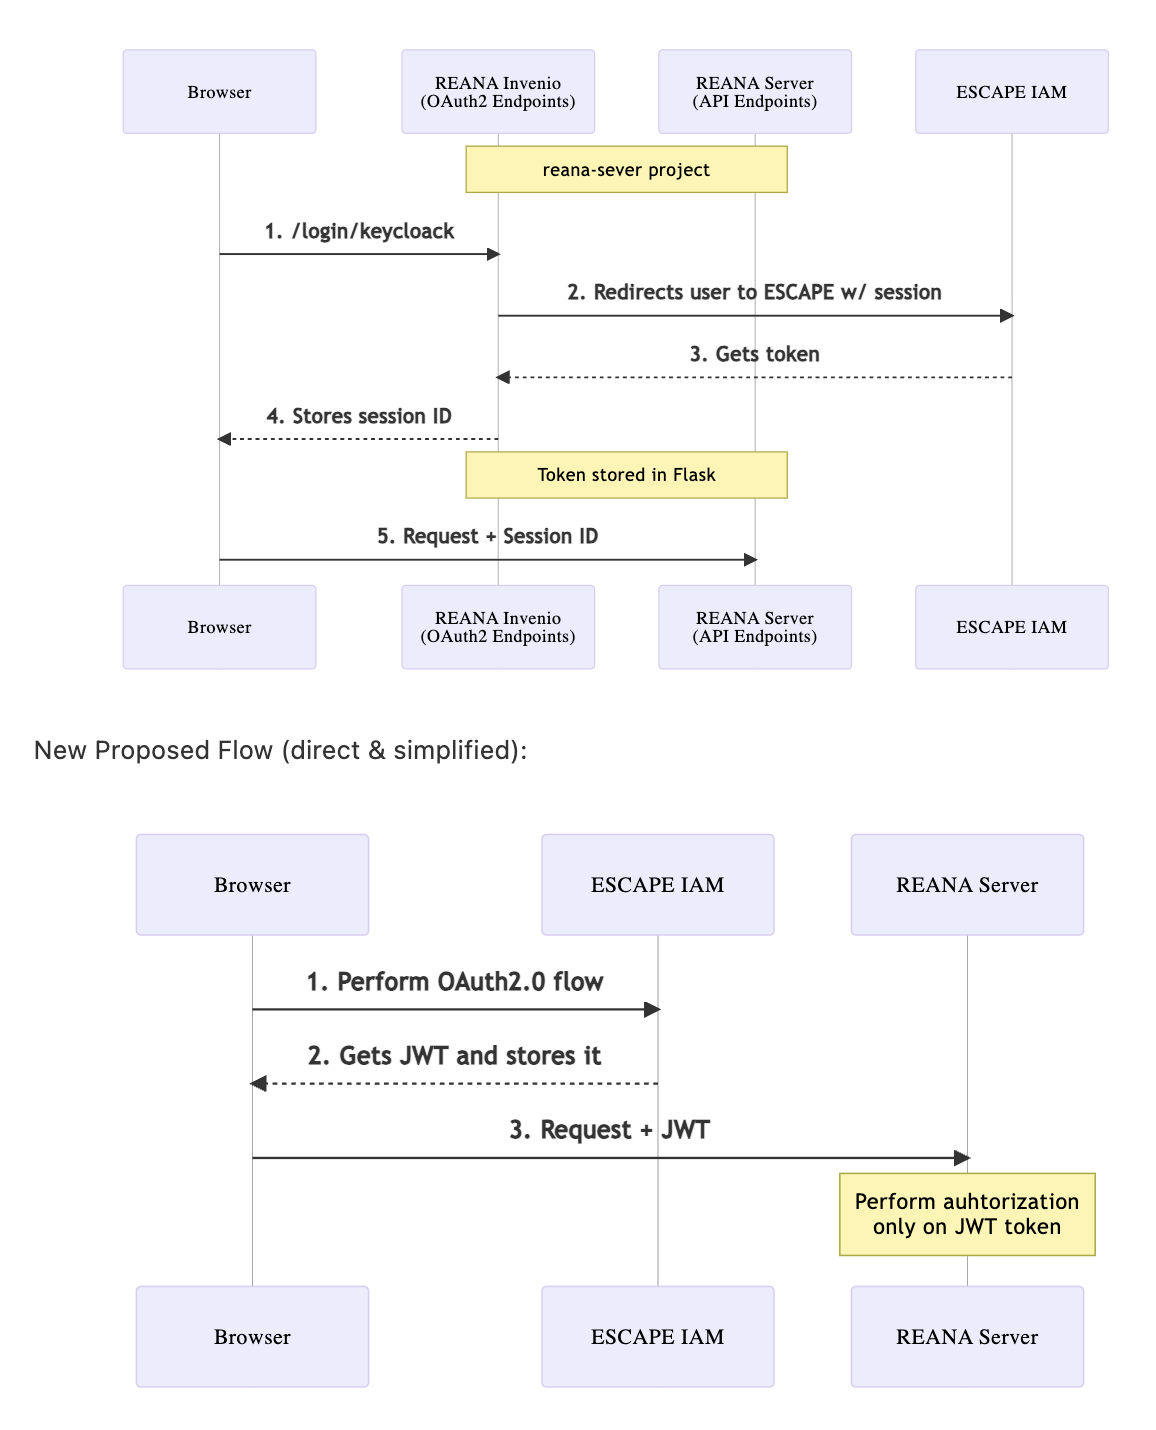 Browser
REANA Invenio
(OAuth2 Endpoints)
REANA Server
(API Endpoints)
ESCAPE IAM
reana-sever project
1. /login/keycloack
2. Redirects user to ESCAPE w/ session
3. Gets token
4. Stores session ID
Token stored in Flask
5. Request + Session ID
Browser
REANA Invenio
(OAuth2 Endpoints)
REANA Server
(API Endpoints)
ESCAPE IAM
New Proposed Flow (direct & simplified):
Browser
ESCAPE IAM
REANA Server
1. Perform OAuth2.0 flow
2. Gets JWT and stores it
3. Request + JWT
Perform auhtorization
only on JWT token
Browser
ESCAPE IAM
REANA Server